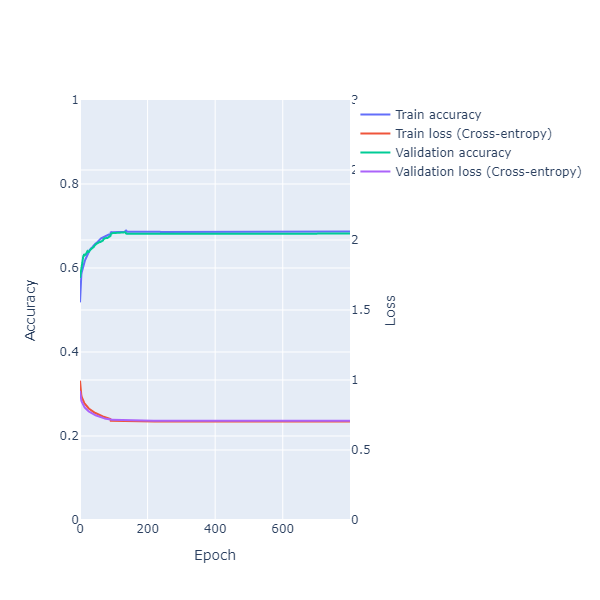 1
0.8
0.6
0.4
0.2
0
0
200
400
600
Epoch
Accuracy
2
1.5
1
0.5
0
Loss
Train accuracy
Train loss (Cross-entropy)
Validation accuracy
Validation loss (Cross-entropy)